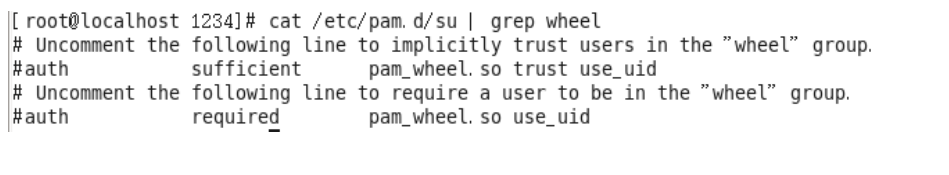 [root@localhost 1234]# cat /etc/pam.d/su | grep wheel
# Uncomment the following line to implicitly trust users in the "wheel" group.
#auth           sufficient      pam_wheel.so trust use_uid
# Uncomment the following line to require a user to be in the "wheel" group.
#auth           required        pam_wheel.so use_uid